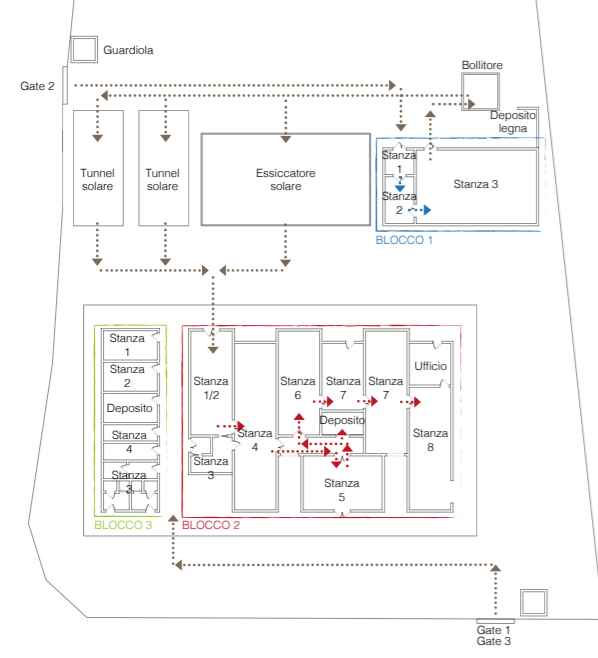 Guardiola
Gate 2
Bollitore
Deposito
legna
Tunnel
solare
Tunnel
solare
Essiccatore
solare
Stanza
1
Stanza
2
Stanza 3
BLOCCO 1
Stanza
1
Stanza
2
Deposito
Stanza
4
Stanza
3
BLOCCO 3
Stanza
1/2
Stanza
3
Stanza
4
Stanza
6
Stanza
7
Deposito
Stanza
5
Stanza
7
Ufficio
Stanza
8
BLOCCO 2
Gate 1
Gate 3